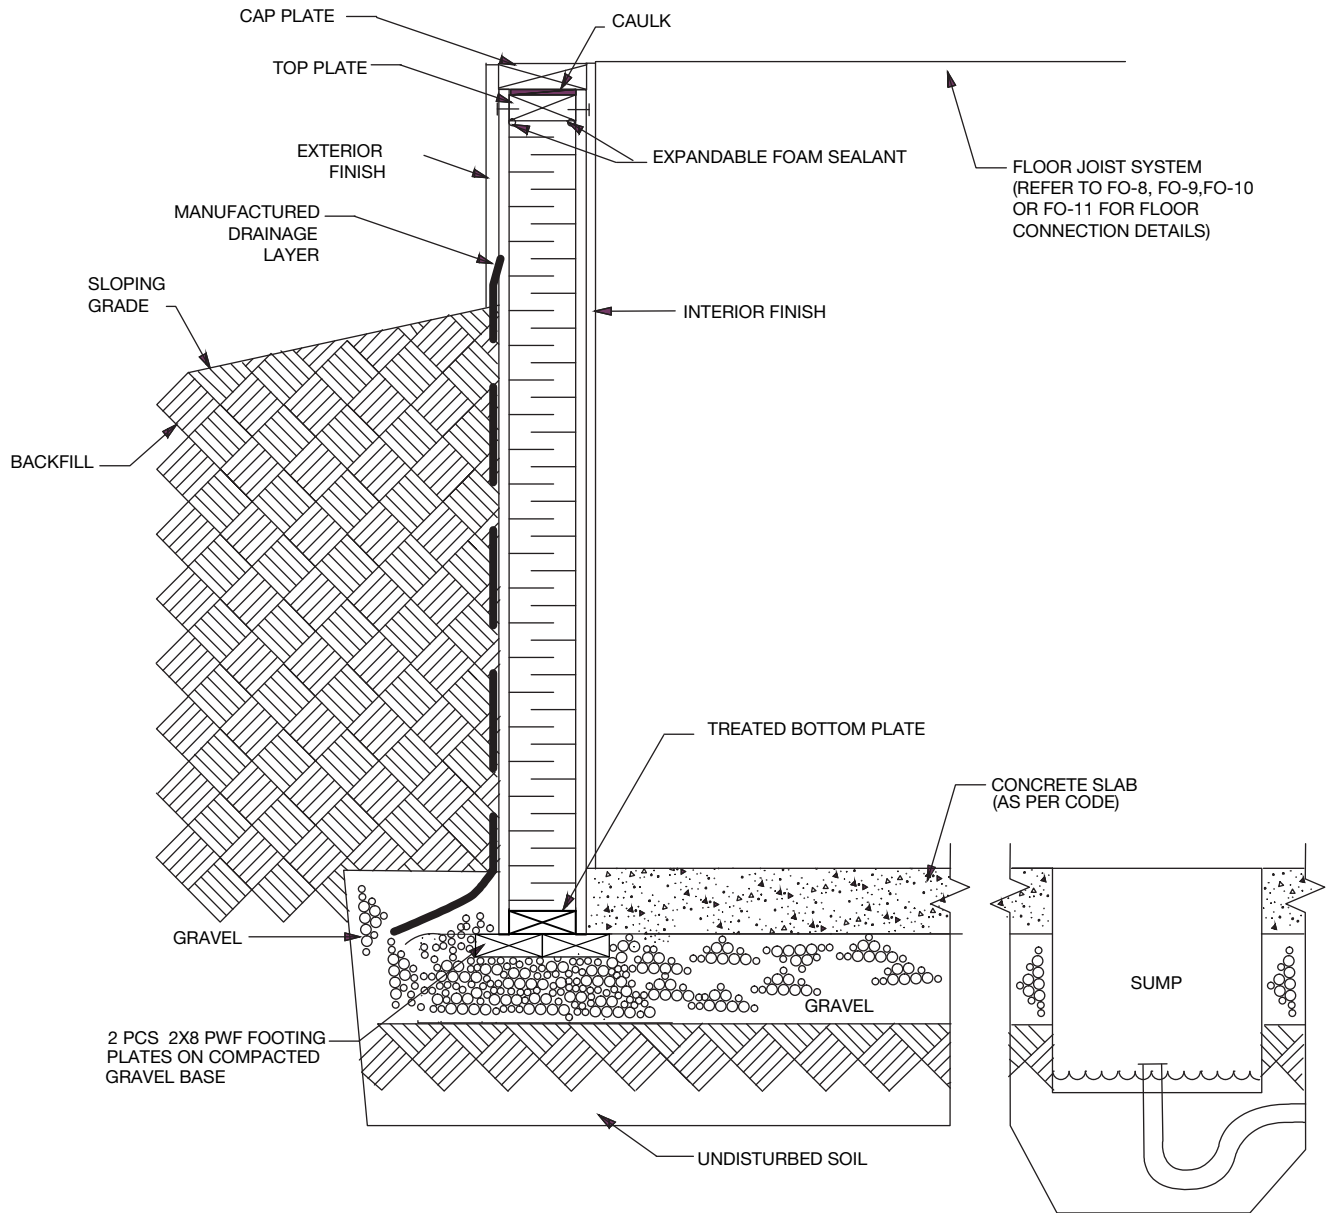 CAP PLATE
CAULK
TOP PLATE
EXTERIOR
FINISH
EXPANDABLE FOAM SEALANT
FLOOR JOIST SYSTEM
(REFER TO FO-8, FO-9,FO-10
OR FO-11 FOR FLOOR
CONNECTION DETAILS)
MANUFACTURED
DRAINAGE
LAYER
SLOPING
GRADE
INTERIOR FINISH
BACKFILL
TREATED BOTTOM PLATE
CONCRETE SLAB
(AS PER CODE)
GRAVEL
SUMP
GRAVEL
2 PCS 2X8 PWF FOOTING
PLATES ON COMPACTED
GRAVEL BASE
UNDISTURBED SOIL